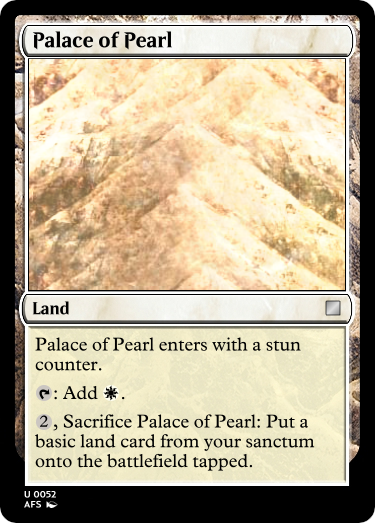 Palace of Pearl
Land
Palace of Pearl enters with a stun
counter.
: Add .
2, Sacrifice Palace of Pearl: Put a
basic land card from your sanctum
onto the battlefield tapped.
U 0052
AFS